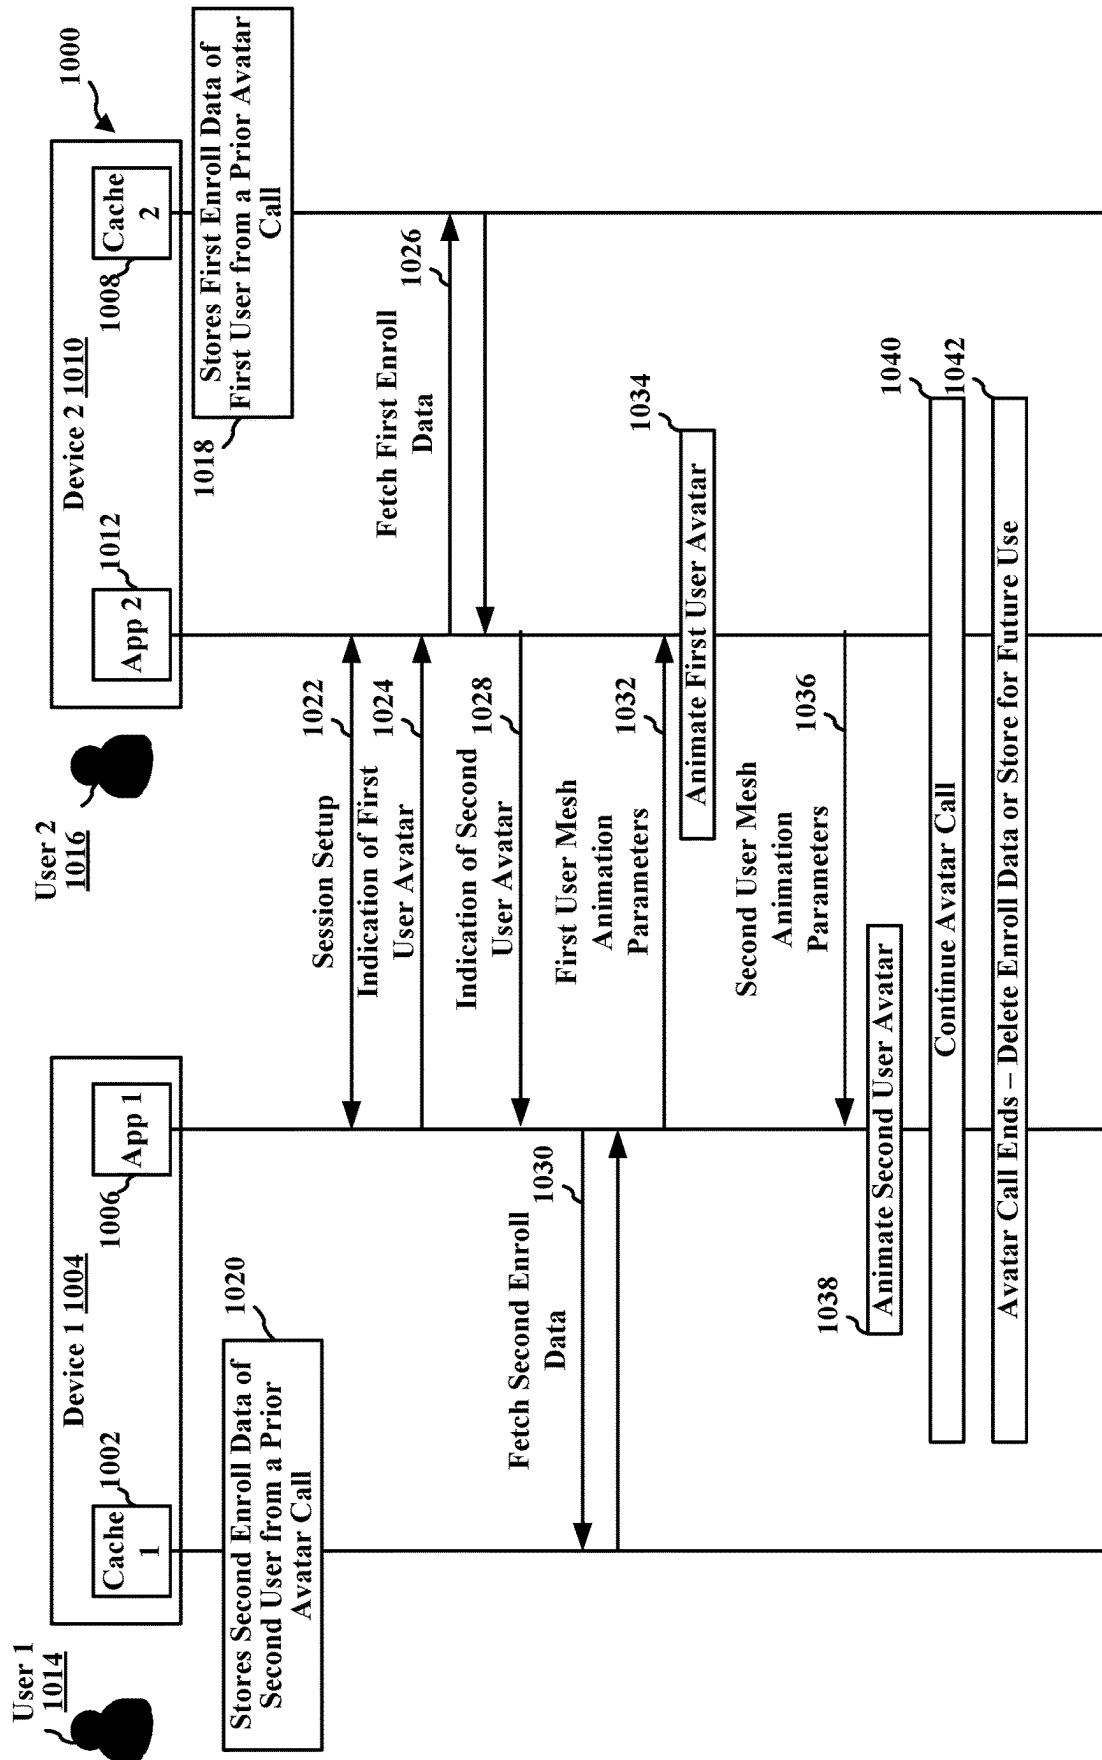 1000
User 1
1014
Device 1 1004
Cache
1
1002
App 1
1006
User 2
1016
Device 2 1010
App 2
1012
Cache
2
1008
Stores First Enroll Data of
First User from a Prior Avatar
Call
1018
Stores Second Enroll Data of
Second User from a Prior
Avatar Call
1020
Session Setup
1022
Indication of First
User Avatar
1024
Fetch First Enroll
Data
1026
Indication of Second
User Avatar
1028
Fetch Second Enroll
Data
1030
First User Mesh
Animation
Parameters
1032
Animate First User Avatar
1034
Second User Mesh
Animation
Parameters
1036
Animate Second User Avatar
1038
Continue Avatar Call
1040
Avatar Call Ends – Delete Enroll Data or Store for Future Use
1042